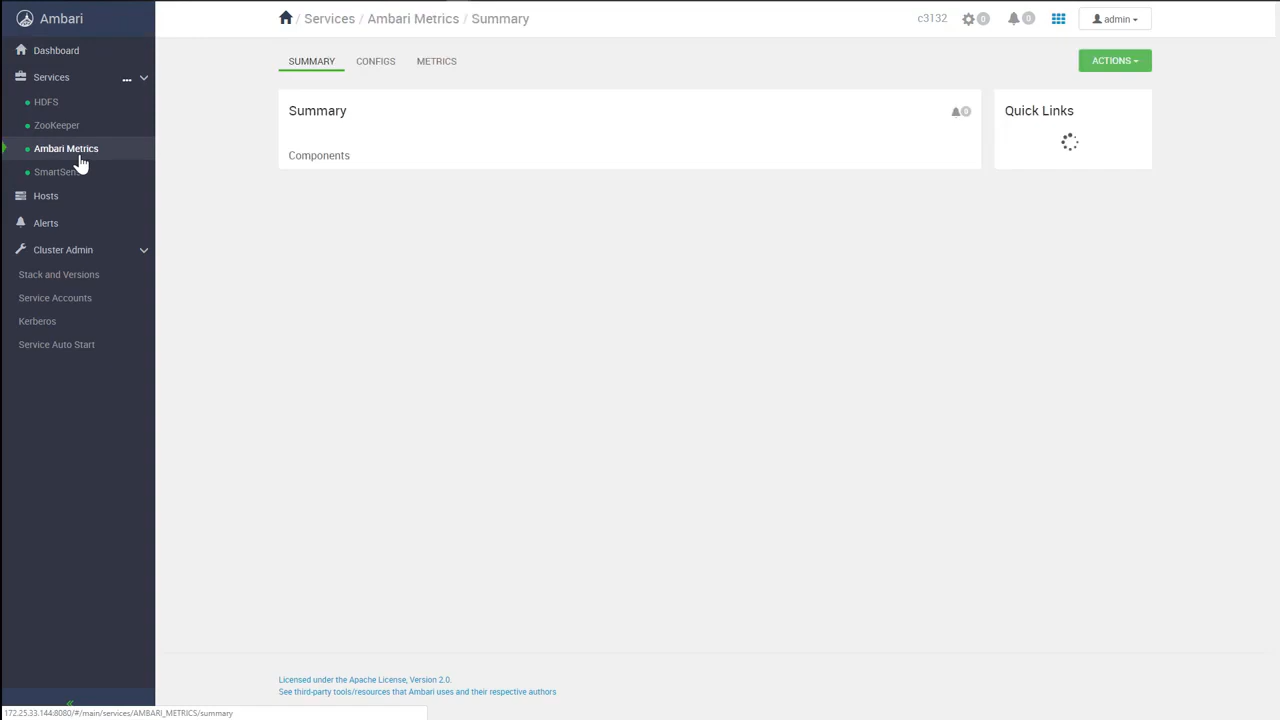 Ambari
Dashboard
Services
HDFS
ZooKeeper
Ambari Metrics
Hosts
Alerts
Cluster Admin
Stack and Versions
Service Accounts
Kerberos
Service Auto Start
/ Services / Ambari Metrics / Summary
c3132
0
0
admin
SUMMARY
CONFIGS
METRICS
ACTIONS
Summary
0
Components
Quick Links
Licensed under the Apache License, Version 2.0.
See third-party tools/resources that Ambari uses and their respective authors
172.25.33.144:8080/#/main/services/AMBARI_METRICS/summary